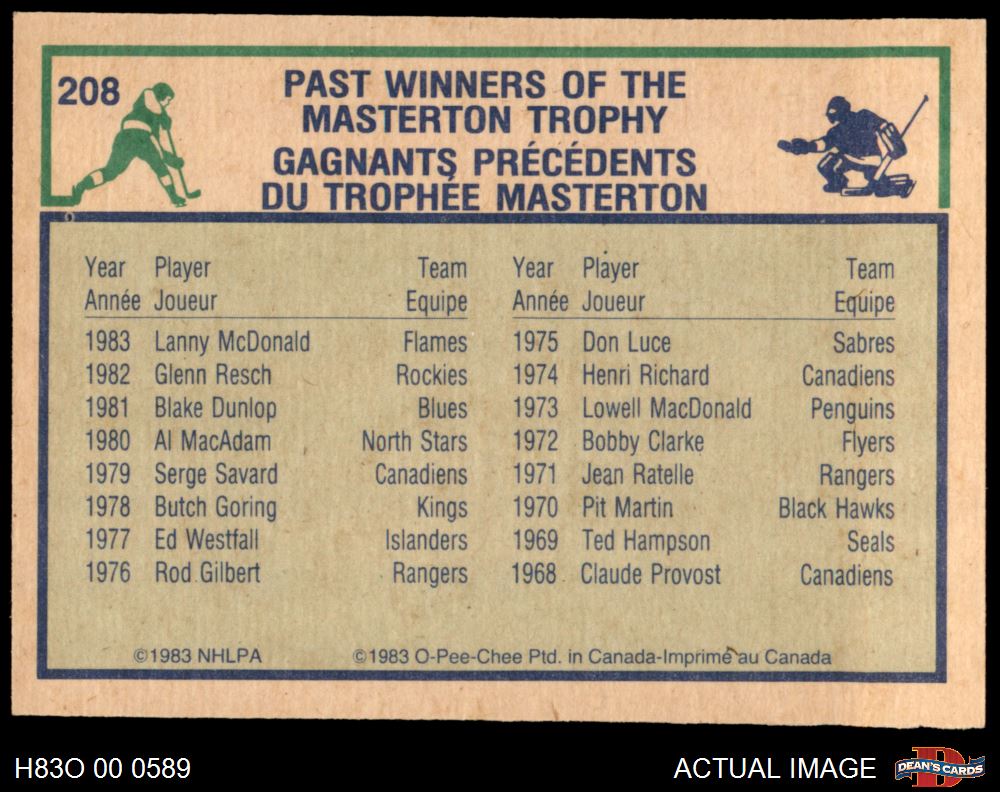 208
PAST WINNERS OF THE
MASTERTON TROPHY
GAGNANTS PRÉCÉDENTS
DU TROPHÉE MASTERTON
Year Player Team
Année Joueur Equipe
1983 Lanny McDonald Flames
1982 Glenn Resch Rockies
1981 Blake Dunlop Blues
1980 Al MacAdam North Stars
1979 Serge Savard Canadiens
1978 Butch Goring Kings
1977 Ed Westfall Islanders
1976 Rod Gilbert Rangers
Year Player Team
Année Joueur Equipe
1975 Don Luce Sabres
1974 Henri Richard Canadiens
1973 Lowell MacDonald Penguins
1972 Bobby Clarke Flyers
1971 Jean Ratelle Rangers
1970 Pit Martin Black Hawks
1969 Ted Hampson Seals
1968 Claude Provost Canadiens
©1983 NHLPA ©1983 O-Pee-Chee Ptd. in Canada-Imprimé au Canada
H83O 00 0589 ACTUAL IMAGE DEAN'S CARDS